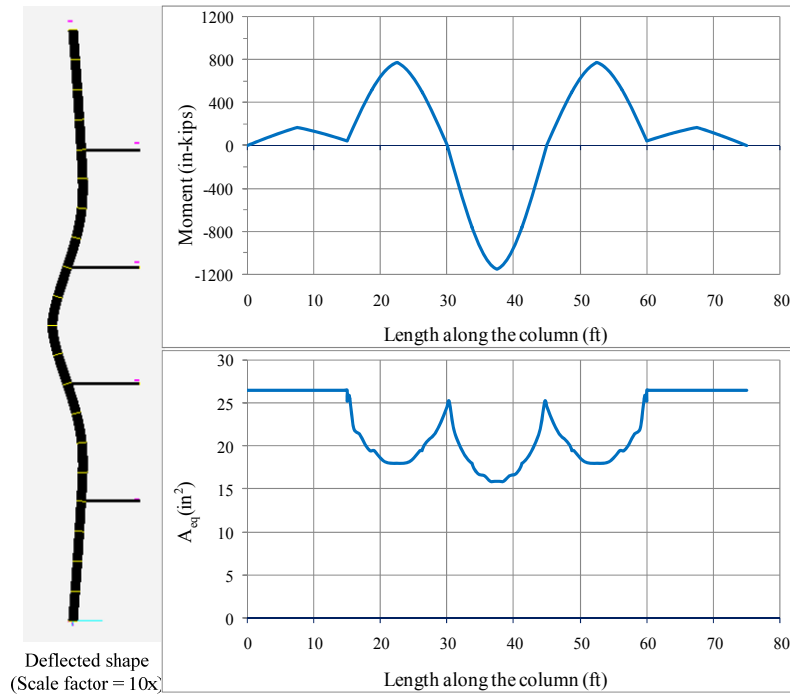 1200
800
400
0
-400
-800
-1200
Moment (in-kips)
0 10 20 30 40 50 60 70 80
Length along the column (ft)
30
25
20
15
10
5
0
A_eq(in²)
0 10 20 30 40 50 60 70 80
Length along the column (ft)
Deflected shape
(Scale factor = 10x)